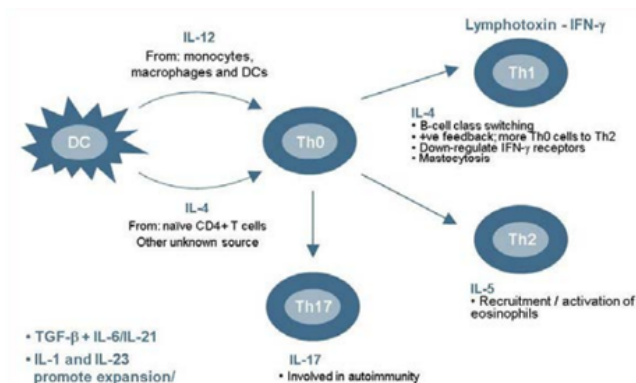 Lymphotoxin - IFN-γ
IL-12
From: monocytes,
macrophages and DCs
DC
Th0
Th1
IL-4
• B-cell class switching
• +ve feedback; more Th0 cells to Th2
• Down-regulate IFN-γ receptors
• Mastocytosis
IL-4
From: naïve CD4+ T cells
Other unknown source
Th2
IL-5
• Recruitment / activation of
eosinophils
Th17
IL-17
• Involved in autoimmunity
• TGF-β + IL-6/IL-21
• IL-1 and IL-23
promote expansion/